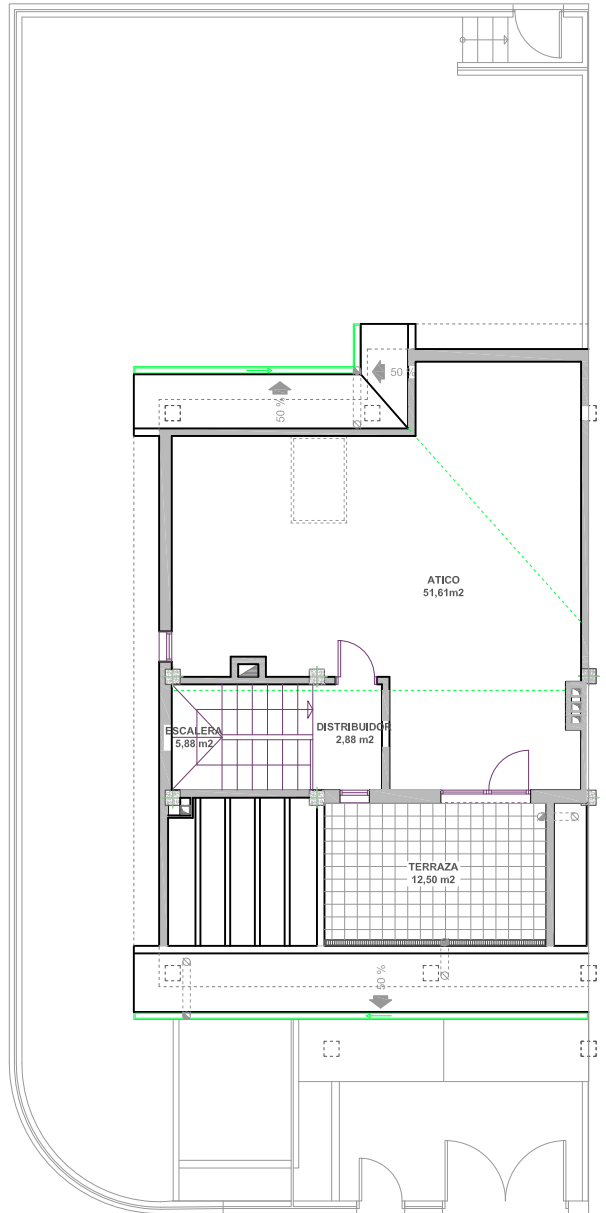 50 %
50 %
ATICO
51,61m2
ESCALERA
5,88 m2
DISTRIBUIDOR
2,88 m2
TERRAZA
12,50 m2
50 %